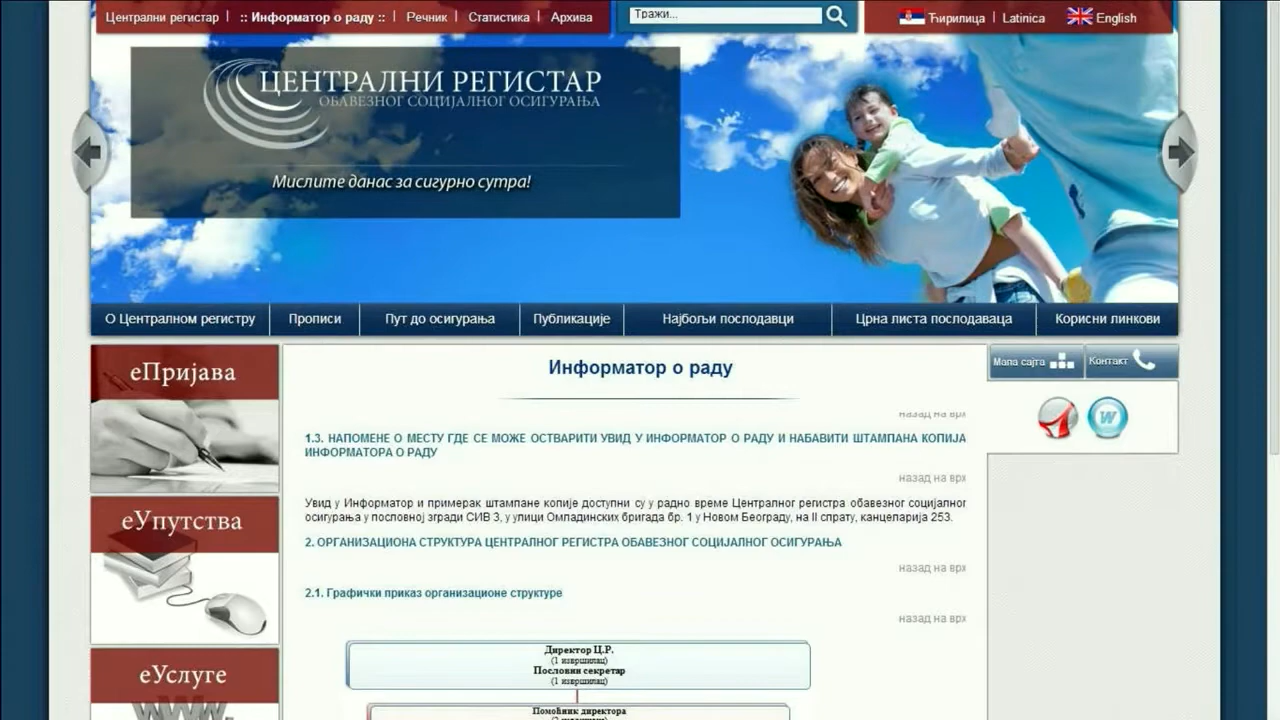 Централни регистар
:: Информатор о раду ::
Речник
Статистика
Архива
Тражи...
Ћирилица
Latinica
English
ЦЕНТРАЛНИ РЕГИСТАР
ОБАВЕЗНОГ СОЦИЈАЛНОГ ОСИГУРАЊА
Мислите данас за сигурно сутра!
О Централном регистру
Прописи
Пут до осигурања
Публикације
Најбољи послодавци
Црна листа послодаваца
Корисни линкови
еПријава
еУпутства
еУслуге
www.
Информатор о раду
назад на врх
1.3. НАПОМЕНЕ О МЕСТУ ГДЕ СЕ МОЖЕ ОСТВАРИТИ УВИД У ИНФОРМАТОР О РАДУ И НАБАВИТИ ШТАМПАНА КОПИЈА
ИНФОРМАТОРА О РАДУ
назад на врх
Увид у Информатор и примерак штампане копије доступни су у радно време Централног регистра обавезног социјалног
осигурања у пословној згради СИВ 3, у улици Омладинских бригада бр. 1 у Новом Београду, на II спрату, канцеларија 253.
2. ОРГАНИЗАЦИОНА СТРУКТУРА ЦЕНТРАЛНОГ РЕГИСТРА ОБАВЕЗНОГ СОЦИЈАЛНОГ ОСИГУРАЊА
назад на врх
2.1. Графички приказ организационе структуре
назад на врх
Директор Ц.Р.
(1 извршилац)
Пословни секретар
(1 извршилац)
Помоћник директора
Мапа сајта
Контакт
W